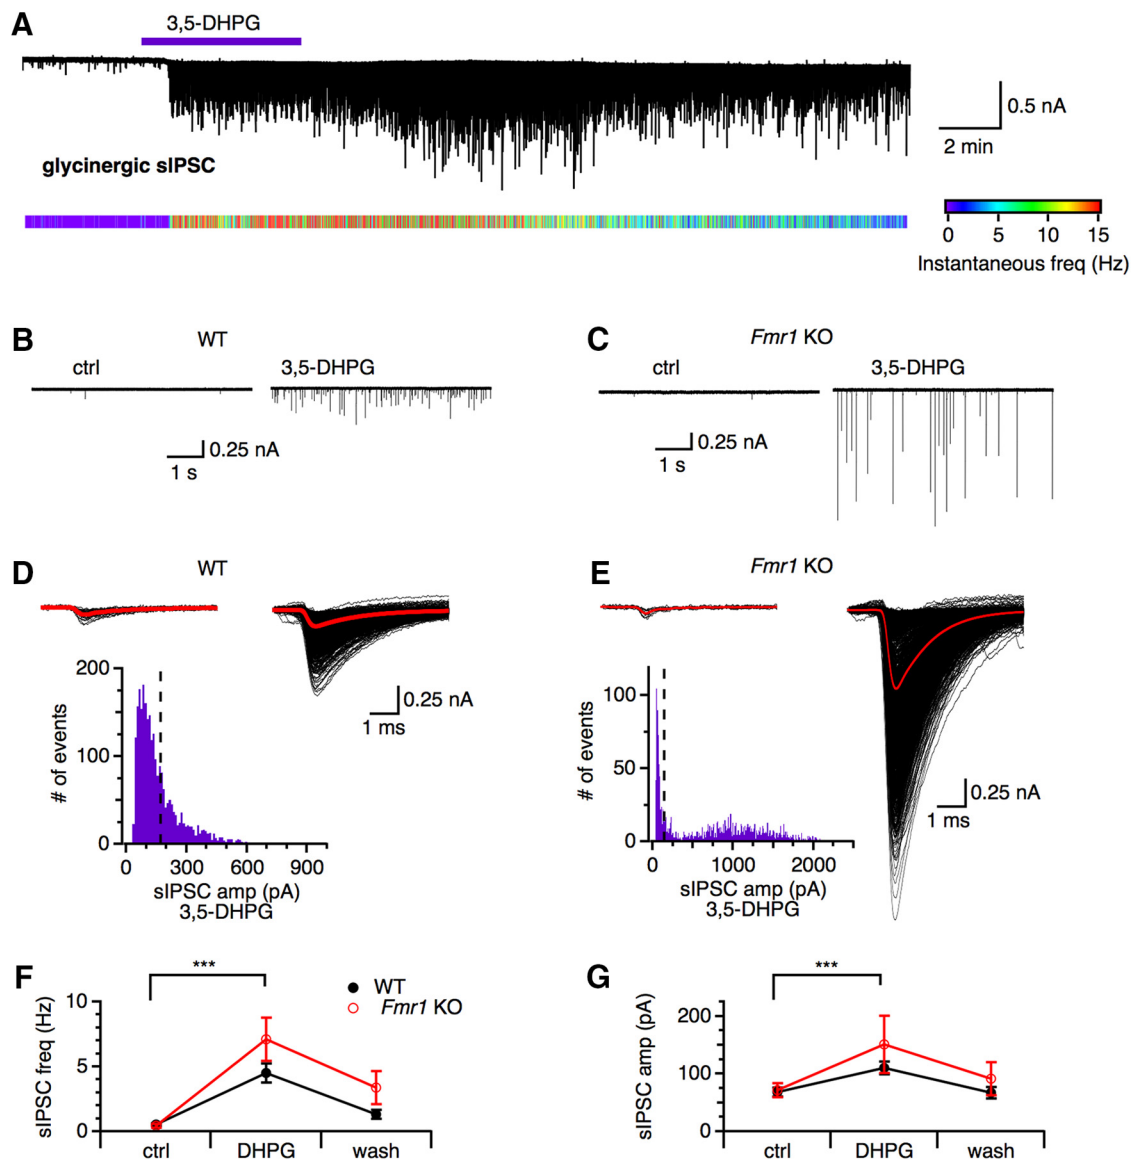 A
3,5-DHPG
0.5 nA
2 min
glycinergic sIPSC
0 5 10 15
Instantaneous freq (Hz)
B
WT
ctrl
3,5-DHPG
0.25 nA
1 s
C
Fmr1 KO
ctrl
3,5-DHPG
0.25 nA
1 s
D
WT
200
100
0
# of events
0.25 nA
1 ms
0 300 600 900
sIPSC amp (pA)
3,5-DHPG
E
Fmr1 KO
100
50
0
# of events
0.25 nA
1 ms
0 1000 2000
sIPSC amp (pA)
3,5-DHPG
F
***
WT
Fmr1 KO
10
5
0
sIPSC freq (Hz)
ctrl DHPG wash
G
***
200
100
0
sIPSC amp (pA)
ctrl DHPG wash